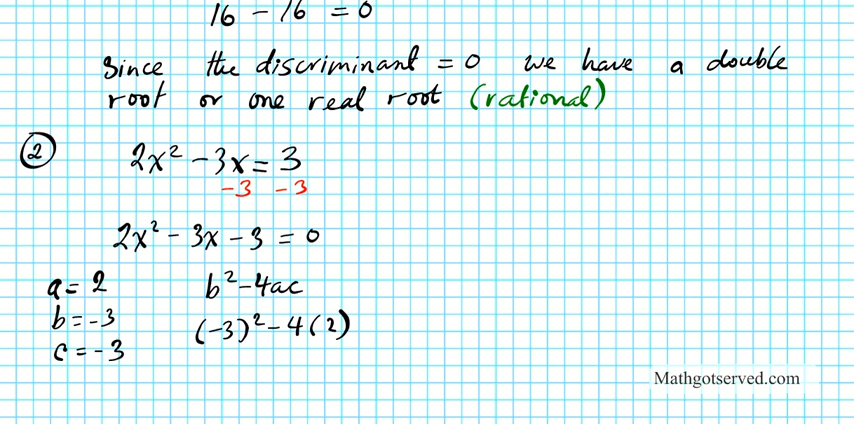 16 - 16 = 0
Since the discriminant = 0 we have a double
root or one real root (rational)
② 2x² - 3x = 3
-3 -3
2x² - 3x - 3 = 0
a = 2 b² - 4ac
b = -3 (-3)² - 4(2)
c = -3
Mathgotserved.com